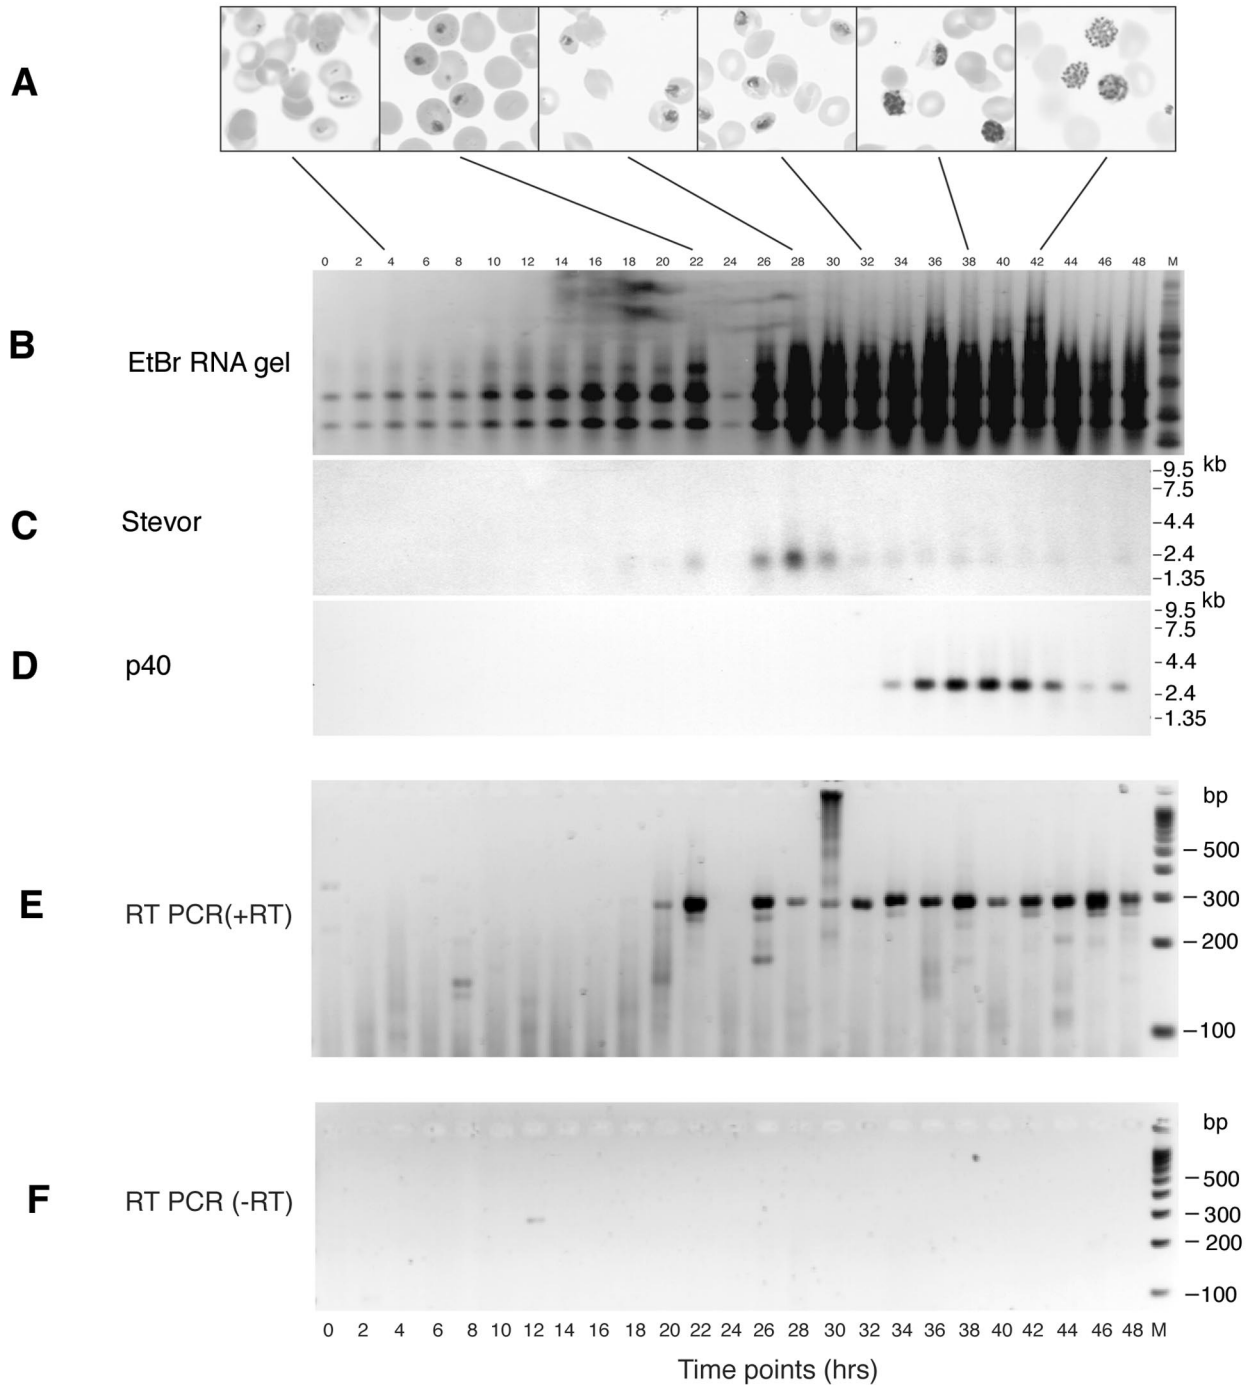 A
0 2 4 6 8 10 12 14 16 18 20 22 24 26 28 30 32 34 36 38 40 42 44 46 48 M
B
EtBr RNA gel
C
Stevor
kb
-9.5
-7.5
-4.4
-2.4
-1.35
D
p40
kb
-9.5
-7.5
-4.4
-2.4
-1.35
E
RT PCR(+RT)
bp
- 500
- 300
- 200
-100
F
RT PCR (-RT)
bp
- 500
- 300
- 200
-100
0 2 4 6 8 10 12 14 16 18 20 22 24 26 28 30 32 34 36 38 40 42 44 46 48 M
Time points (hrs)